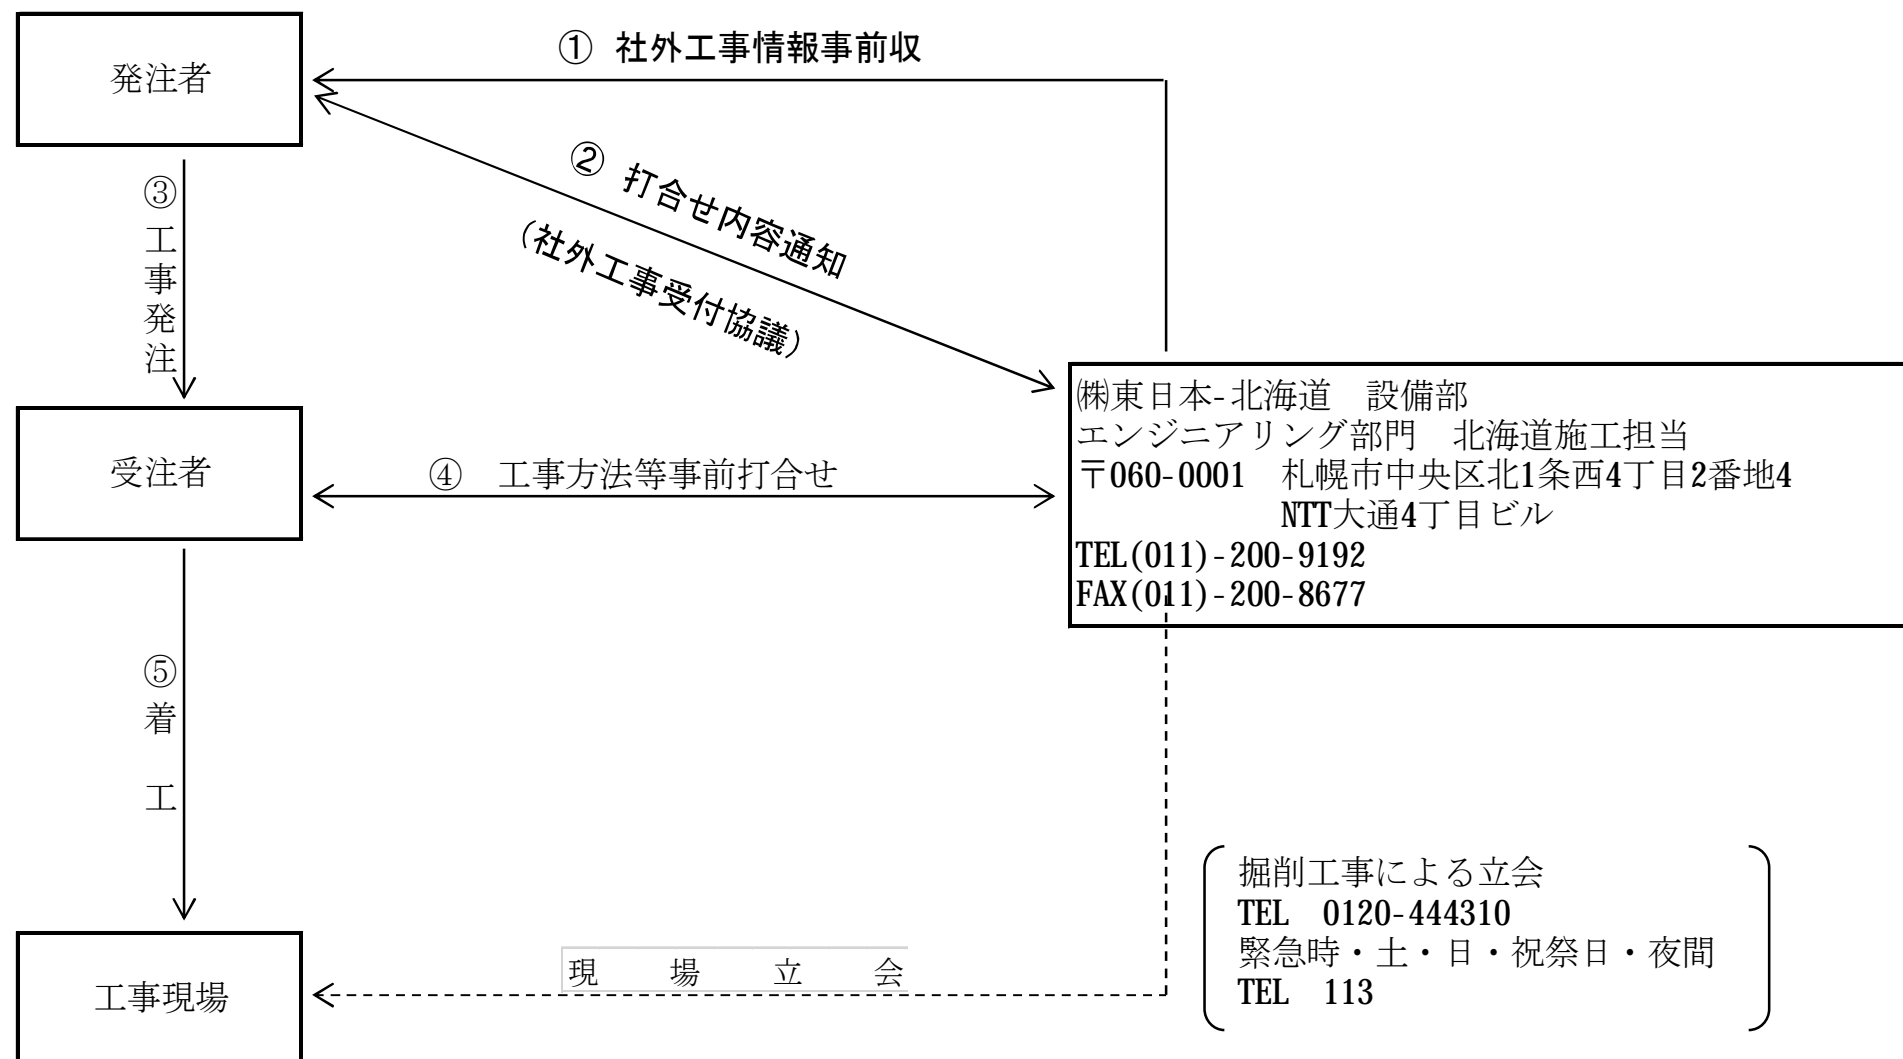 ① 社外工事情報事前収
発注者
② 打合せ内容通知
(社外工事受付協議)
③工事発注
㈱東日本-北海道　設備部
エンジニアリング部門　北海道施工担当
〒060-0001　札幌市中央区北1条西4丁目2番地4
NTT大通4丁目ビル
TEL(011)-200-9192
FAX(011)-200-8677
受注者
④　工事方法等事前打合せ
⑤着　工
掘削工事による立会
TEL　0120-444310
緊急時・土・日・祝祭日・夜間
TEL　113
現　場　立　会
工事現場